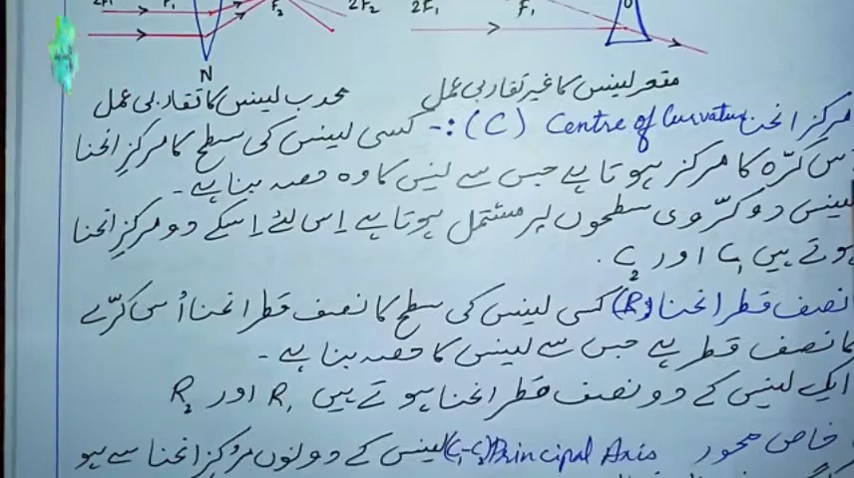 2F₁ F₁ F₂ 2F₂ 2F₁ F₁ O
N
محدب لینس کا تقاربی عمل متعر لینس کا غیر تقاربی عمل
مرکز انحنا Centre of Curvature (C) :- کسی لینس کی سطح کا مرکزِ انحنا
اس کرّہ کا مرکز ہوتا ہے جس سے لینس کا وہ حصہ بنا ہے۔
لینس دو کرّوی سطحوں پر مشتمل ہوتا ہے اِس لئے اِسکے دو مرکزِ انحنا
ہوتے ہیں C₁ اور C₂ .
نصف قطر انحنا (R) کسی لینس کی سطح کا نصف قطر انحنا اُس کرّے
کا نصف قطر ہے جس سے لینس کا حصہ بنا ہے۔
ایک لینس کے دو نصف قطر انحنا ہوتے ہیں R₁ اور R₂
خاص محور Principal Axis (C₁-C₂) لینس کے دونوں مرکز انحنا سے ہو